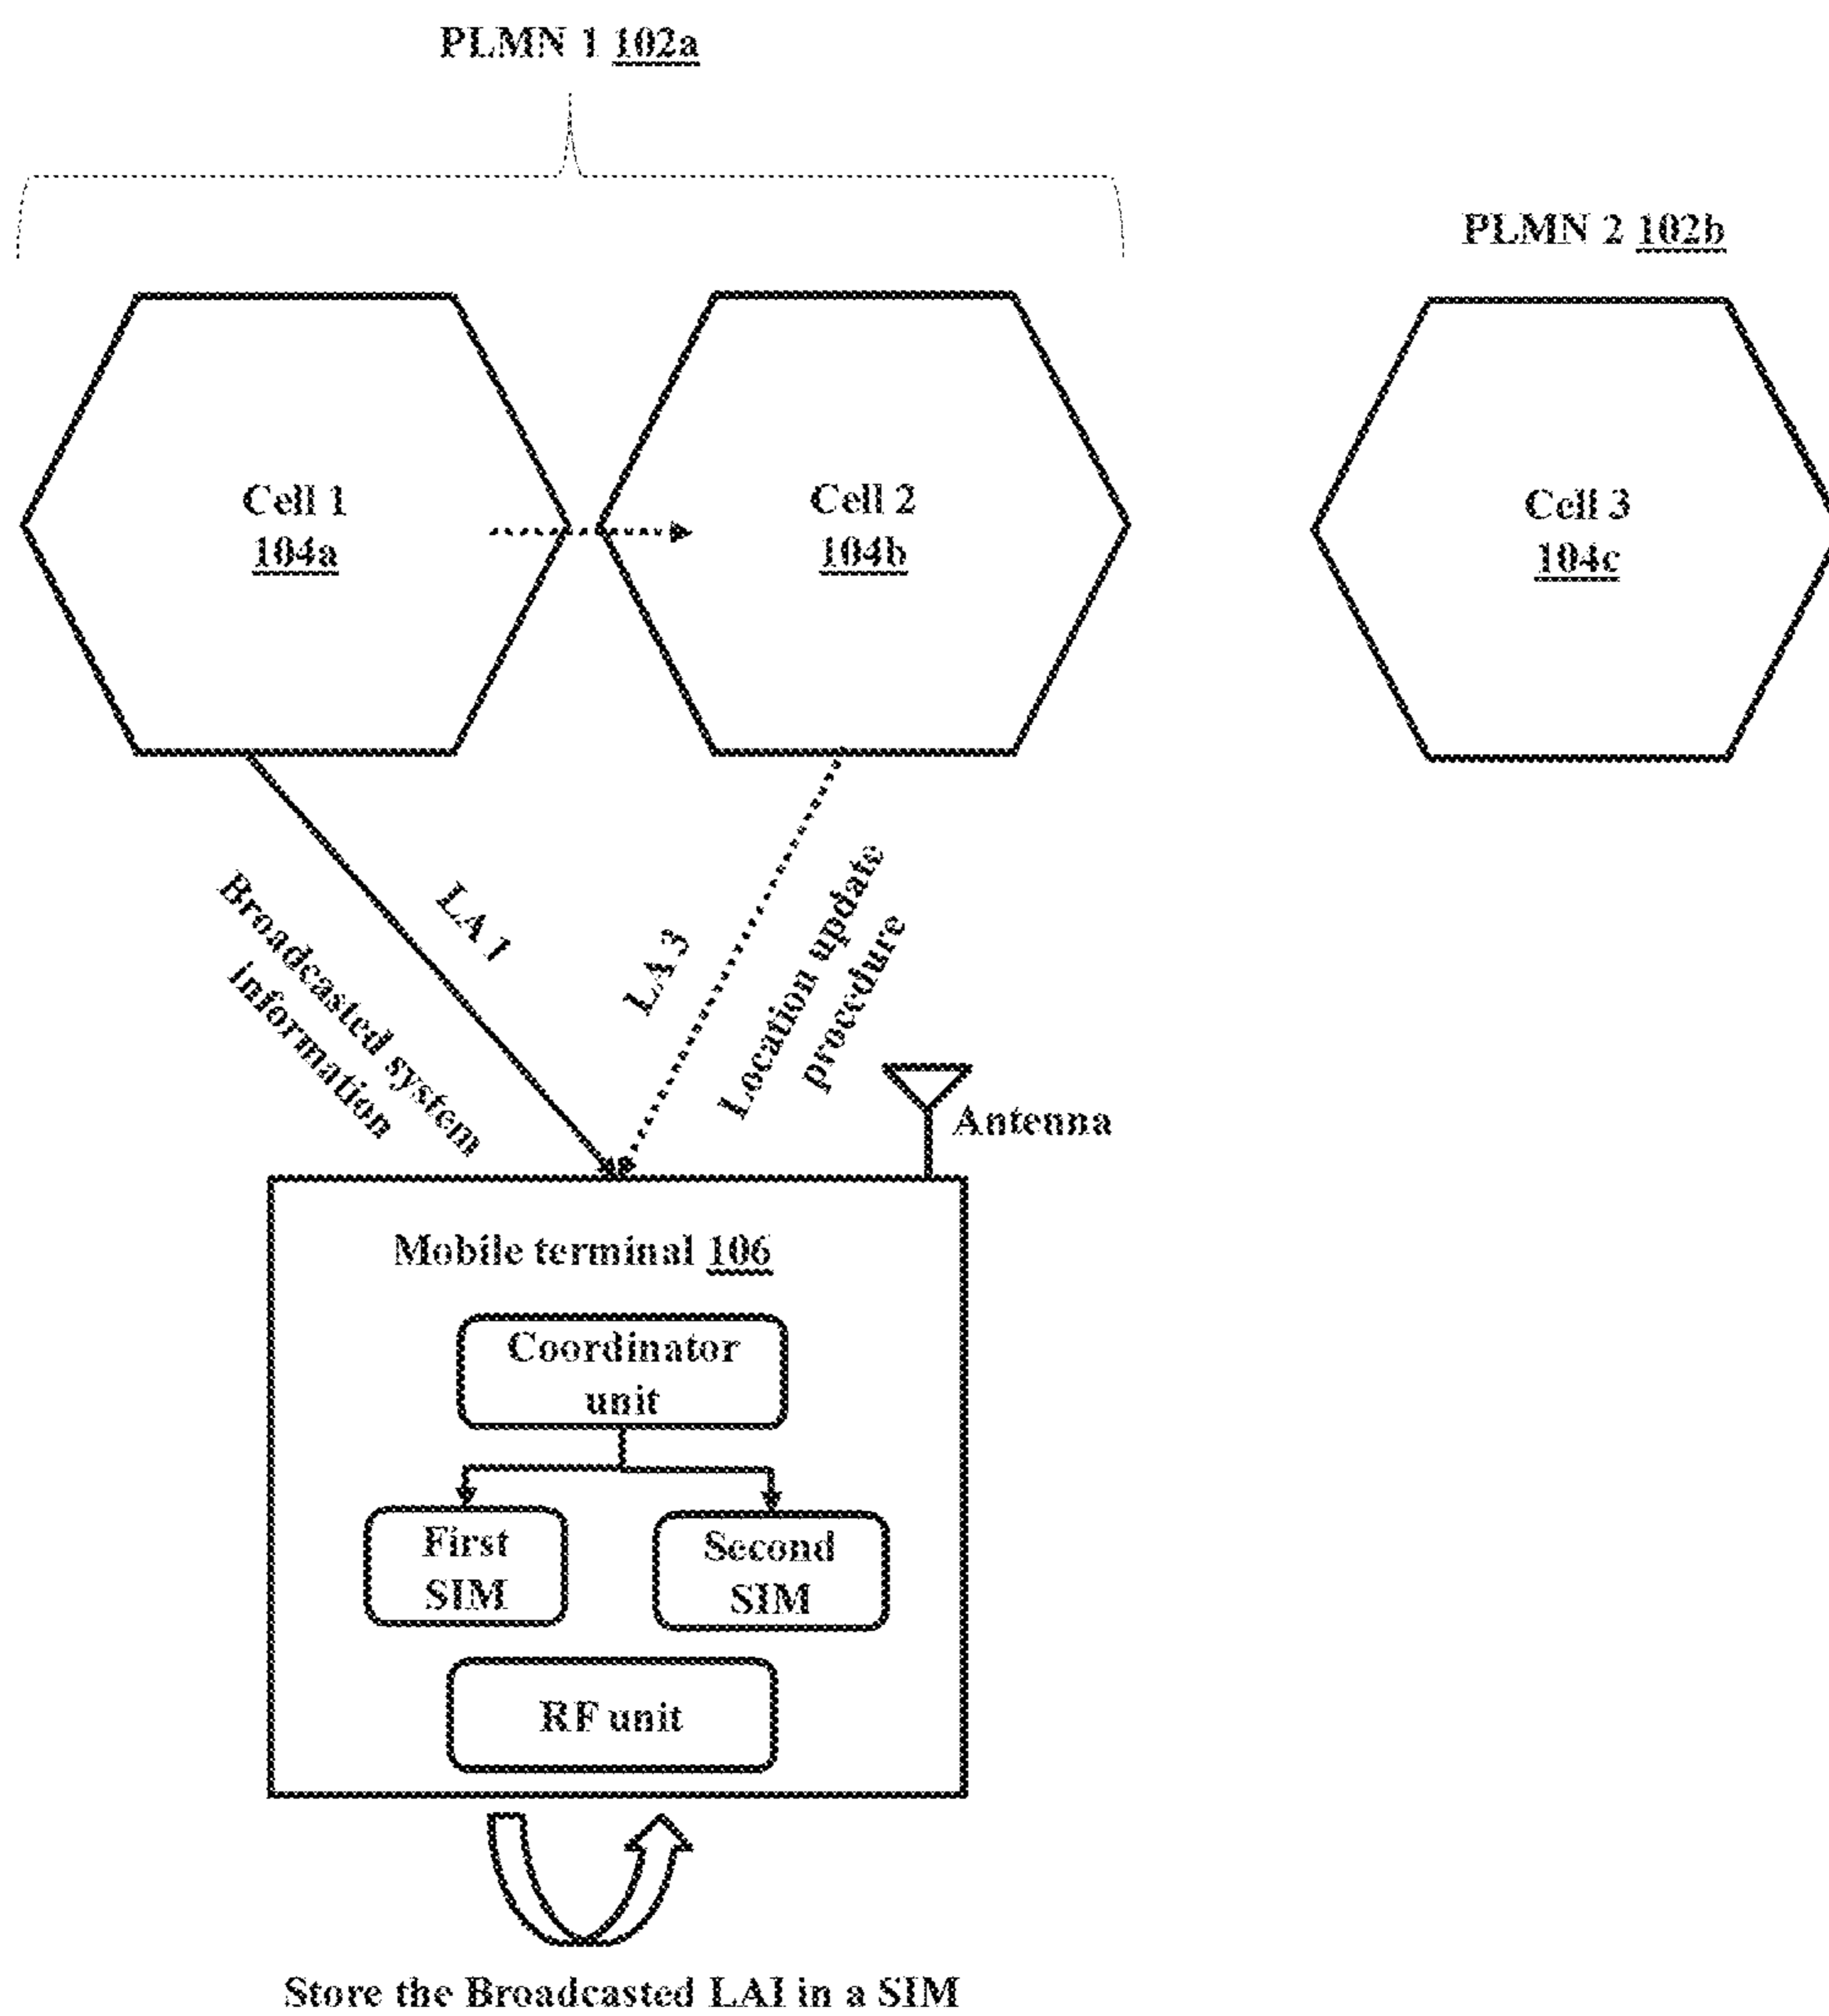 PLMN 1 102a
PLMN 2 102b
Cell 1
104a
Cell 2
104b
Cell 3
104c
Broadcasted system
information
LA 1
LA 3
Location update
procedure
Antenna
Mobile terminal 106
Coordinator
unit
First
SIM
Second
SIM
RF unit
Store the Broadcasted LAI in a SIM